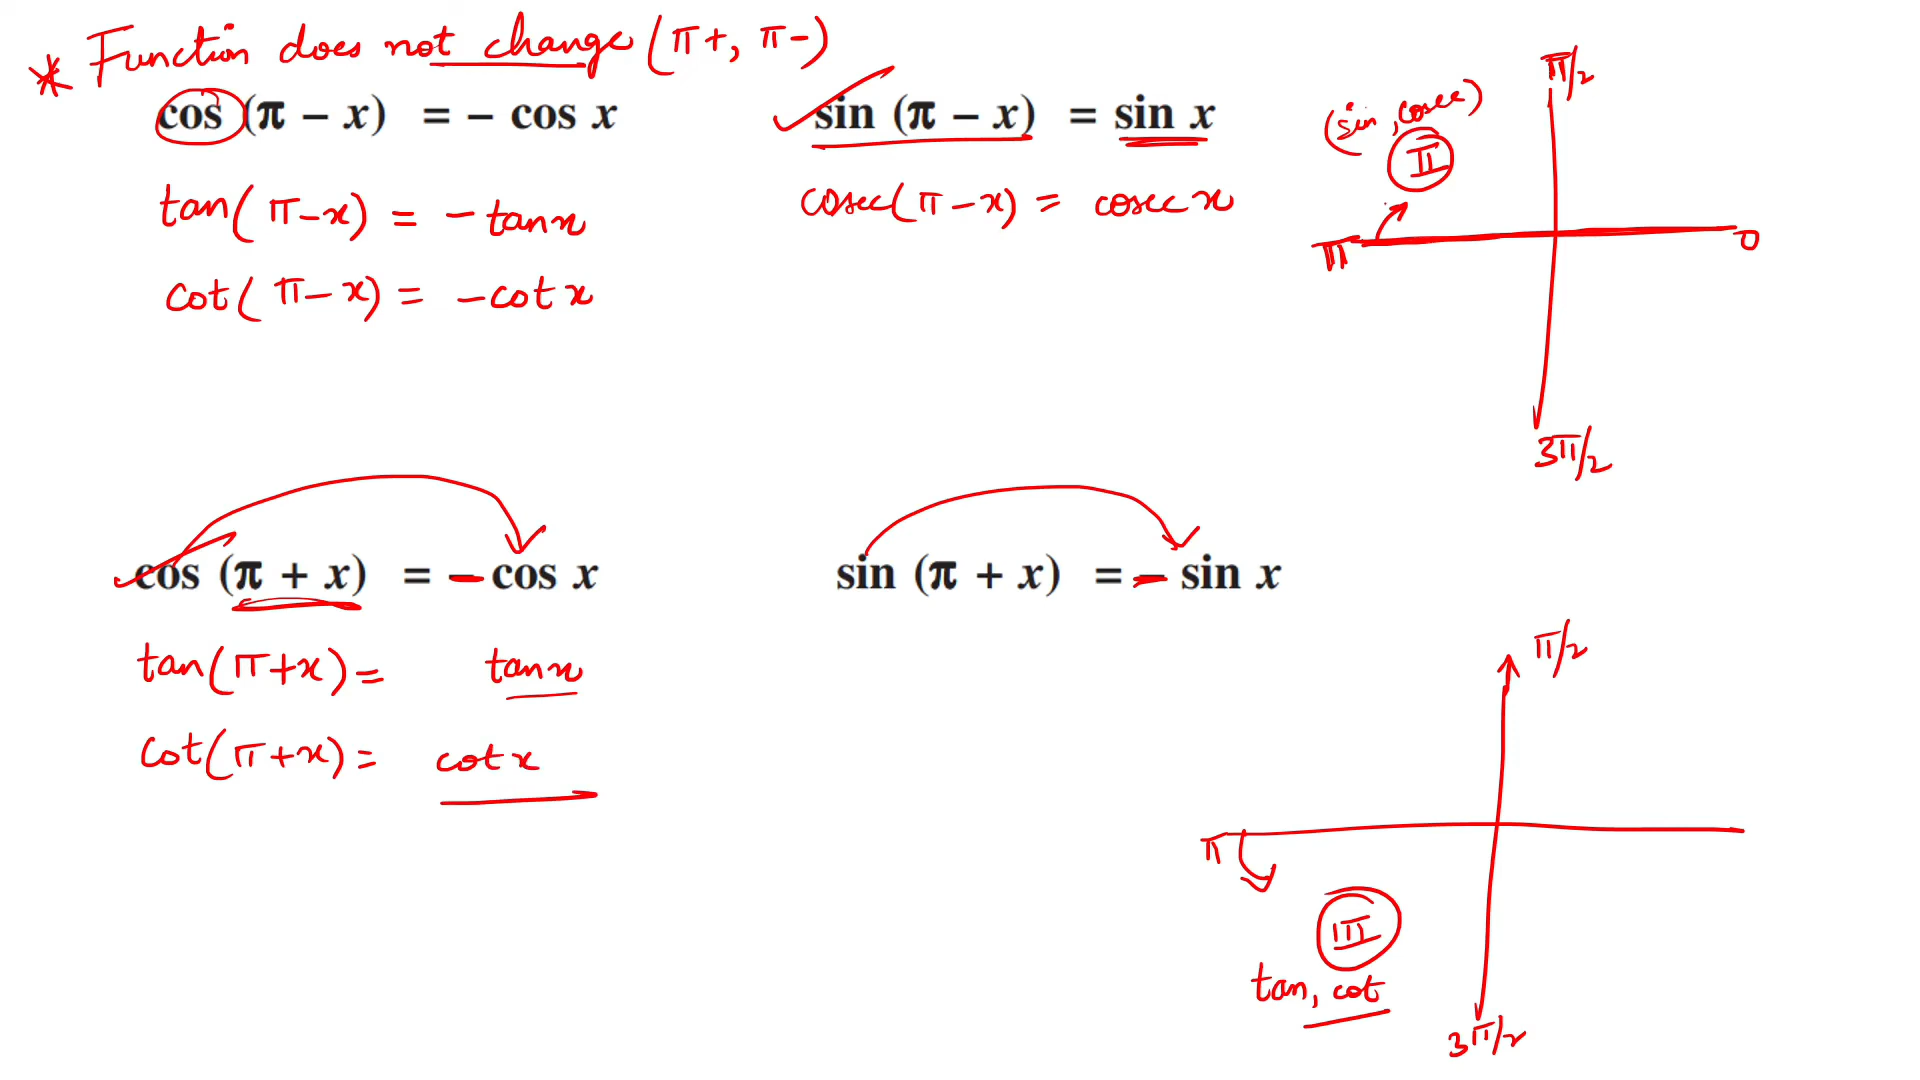 * Function does not change (π+, π-)
cos (π – x) = – cos x
sin (π – x) = sin x
tan(π-x) = -tanx
cosec(π-x) = cosec x
cot(π-x) = -cotx
(sin, cosec)
II
π/2
π
0
3π/2
cos (π + x) = – cos x
sin (π + x) = – sin x
tan(π+x) = tanx
cot(π+x) = cotx
π/2
π
III
tan, cot
3π/2